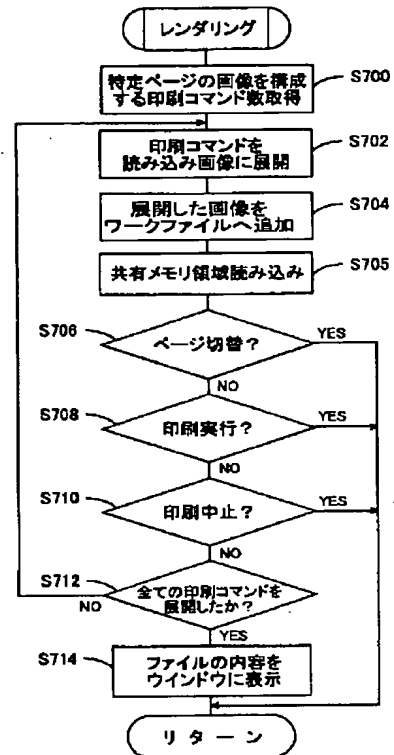 レンダリング
特定ページの画像を構成
する印刷コマンド数取得
S700
印刷コマンドを
読み込み画像に展開
S702
展開した画像を
ワークファイルへ追加
S704
共有メモリ領域読み込み
S705
S706
ページ切替？
YES
NO
S708
印刷実行？
YES
NO
S710
印刷中止？
YES
NO
S712
全ての印刷コマンドを
展開したか？
NO
YES
S714
ファイルの内容を
ウインドウに表示
リターン